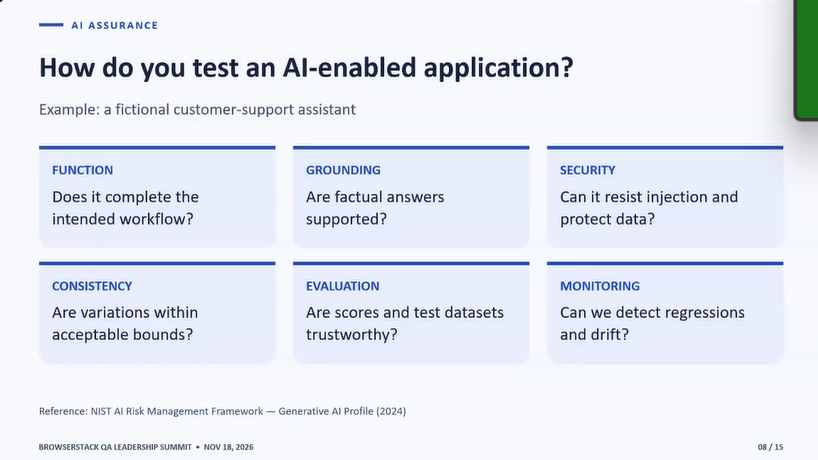 AI ASSURANCE
How do you test an AI-enabled application?
Example: a fictional customer-support assistant
FUNCTION
Does it complete the
intended workflow?
GROUNDING
Are factual answers
supported?
SECURITY
Can it resist injection and
protect data?
CONSISTENCY
Are variations within
acceptable bounds?
EVALUATION
Are scores and test datasets
trustworthy?
MONITORING
Can we detect regressions
and drift?
Reference: NIST AI Risk Management Framework — Generative AI Profile (2024)
BROWSERSTACK QA LEADERSHIP SUMMIT • NOV 18, 2026
08 / 15